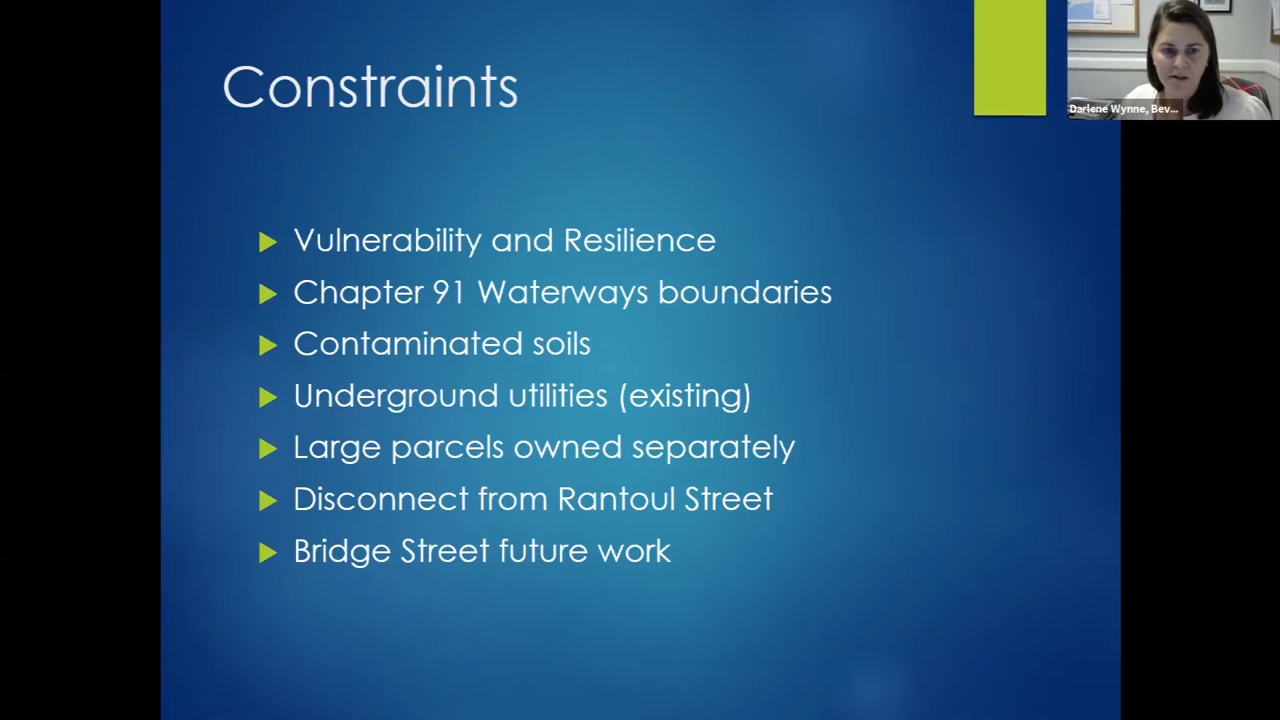 Constraints
Darlene Wynne, Bev...
Vulnerability and Resilience
Chapter 91 Waterways boundaries
Contaminated soils
Underground utilities (existing)
Large parcels owned separately
Disconnect from Rantoul Street
Bridge Street future work